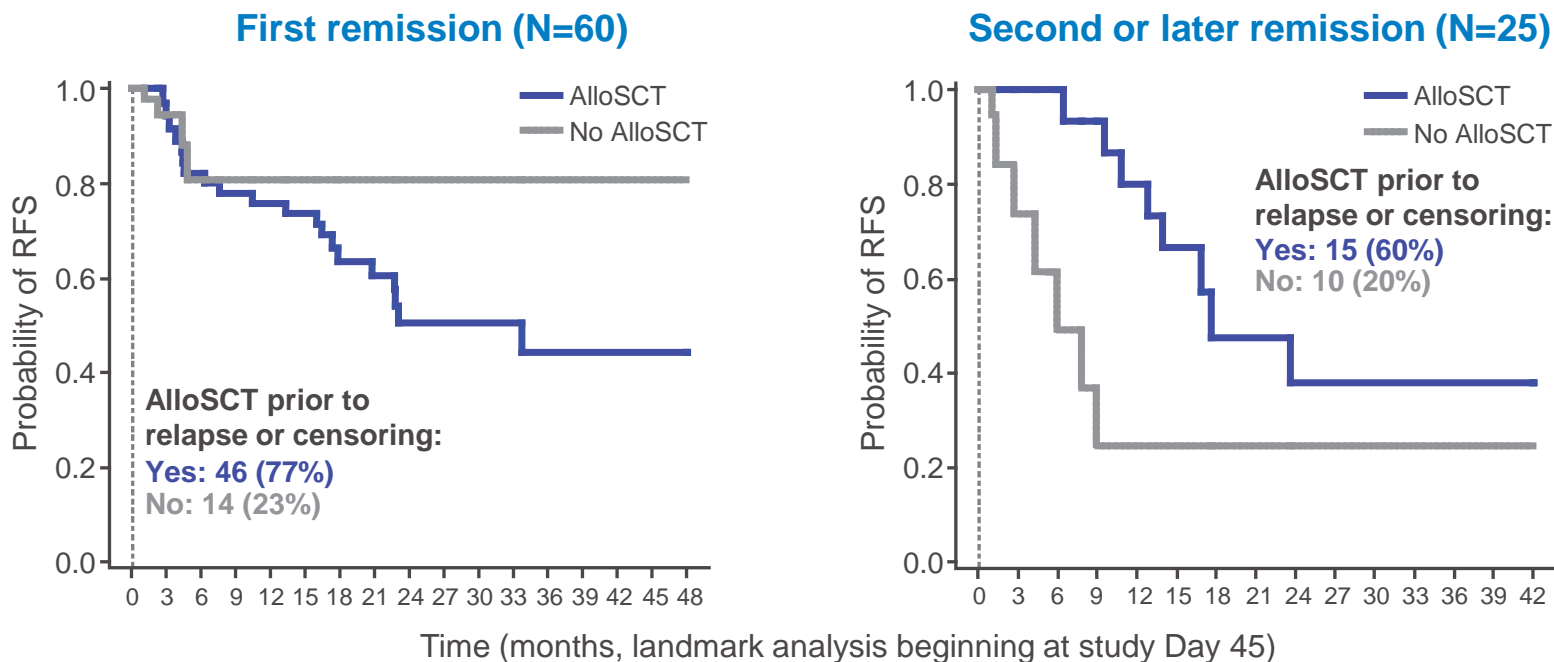 First remission (N=60)
1.0
0.8
0.6
0.4
0.2
0.0
Probability of RFS
AlloSCT
No AlloSCT
AlloSCT prior to
relapse or censoring:
Yes: 46 (77%)
No: 14 (23%)
0 3 6 9 12 15 18 21 24 27 30 33 36 39 42 45 48
Second or later remission (N=25)
1.0
0.8
0.6
0.4
0.2
0.0
Probability of RFS
AlloSCT
No AlloSCT
AlloSCT prior to
relapse or censoring:
Yes: 15 (60%)
No: 10 (20%)
0 3 6 9 12 15 18 21 24 27 30 33 36 39 42
Time (months, landmark analysis beginning at study Day 45)